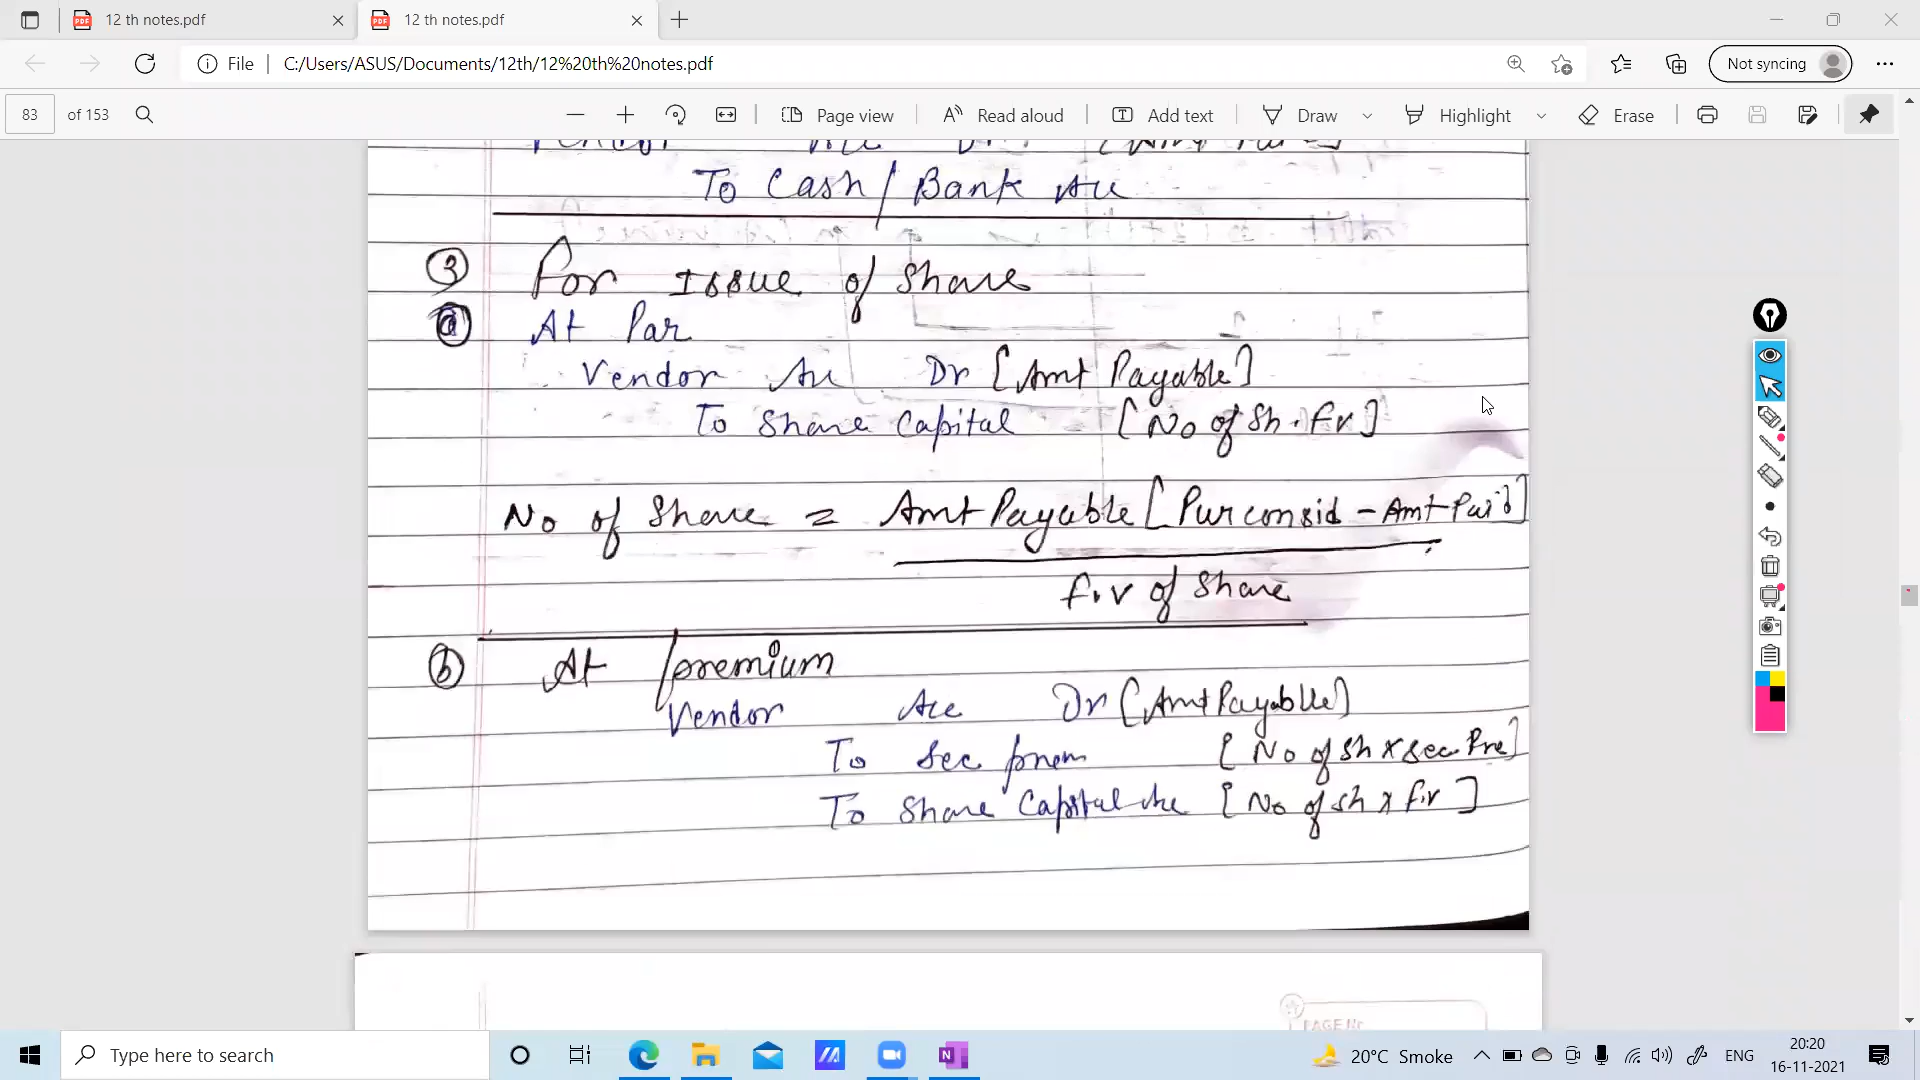 12 th notes.pdf
12 th notes.pdf
File
C:/Users/ASUS/Documents/12th/12%20th%20notes.pdf
Not syncing
83 of 153
Page view
Read aloud
Add text
Draw
Highlight
Erase
Vendor
To Cash / Bank A/c
3 For Issue of Share
a At Par
Vendor A/c Dr [Amt Payable]
To Share Capital [No of Sh . f.v]
No of Share = Amt Payable [Purconsid - Amt Paid]
f.v of Share
b At premium
Vendor A/c Dr [Amt Payable]
To Sec prem [No of Sh x Sec. Pre]
To Share Capital A/c [No of sh x f.v]
PAGE No
Type here to search
20°C Smoke
ENG
20:20
16-11-2021